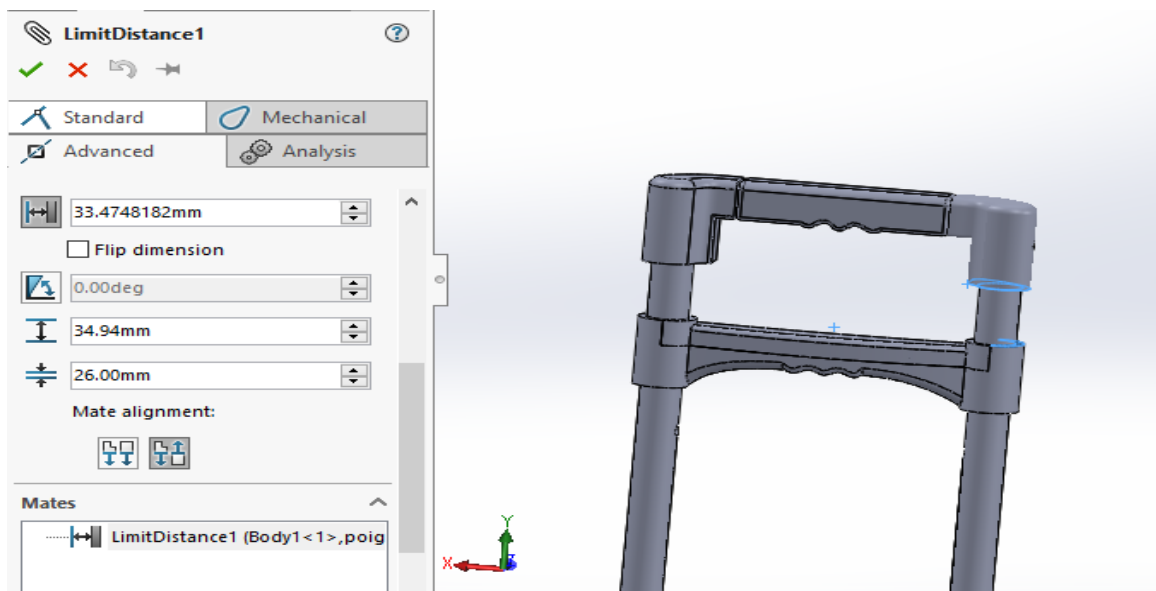 LimitDistance1
Standard
Mechanical
Advanced
Analysis
33.4748182mm
Flip dimension
0.00deg
34.94mm
26.00mm
Mate alignment:
Mates
LimitDistance1 (Body1<1>,poig
Y
X
Z